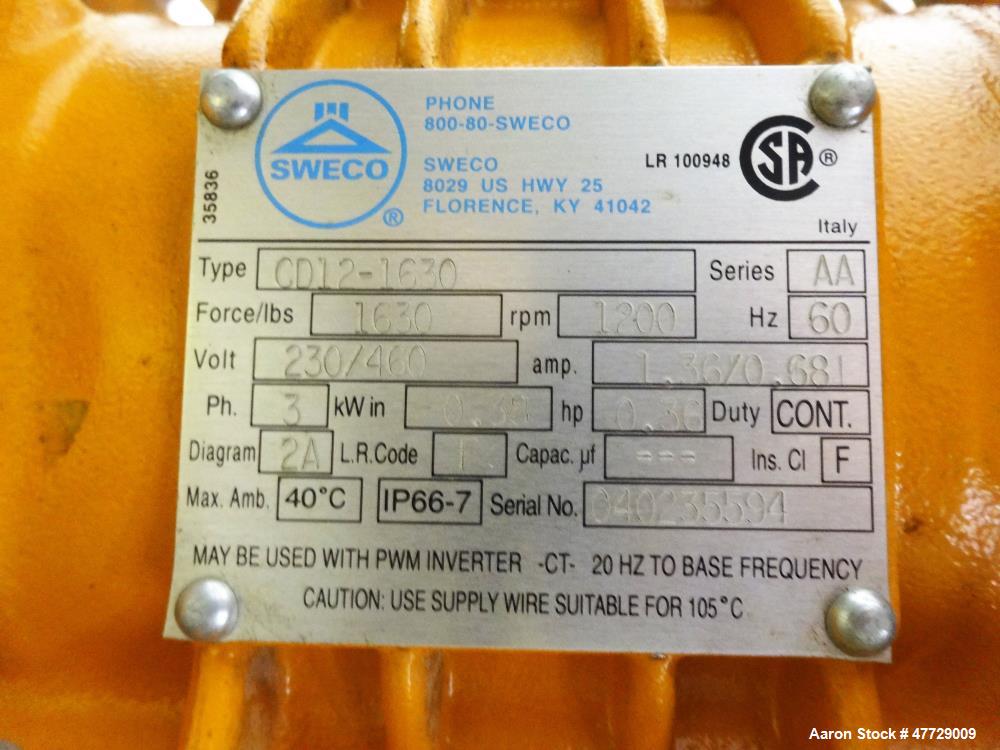 SWECO
®
PHONE
800-80-SWECO
SWECO
8029 US HWY 25
FLORENCE, KY 41042
LR 100948 SA ®
35836
Italy
Type CD12-1630 Series AA
Force/lbs 1630 rpm 1200 Hz 60
Volt 230/460 amp. 1.36/0.68
Ph. 3 kW in hp 0.36 Duty CONT.
Diagram 2A L.R.Code Capac. µf --- Ins. Cl F
Max. Amb. 40°C IP66-7 Serial No. 040235594
MAY BE USED WITH PWM INVERTER -CT- 20 HZ TO BASE FREQUENCY
CAUTION: USE SUPPLY WIRE SUITABLE FOR 105°C
Aaron Stock # 47729009